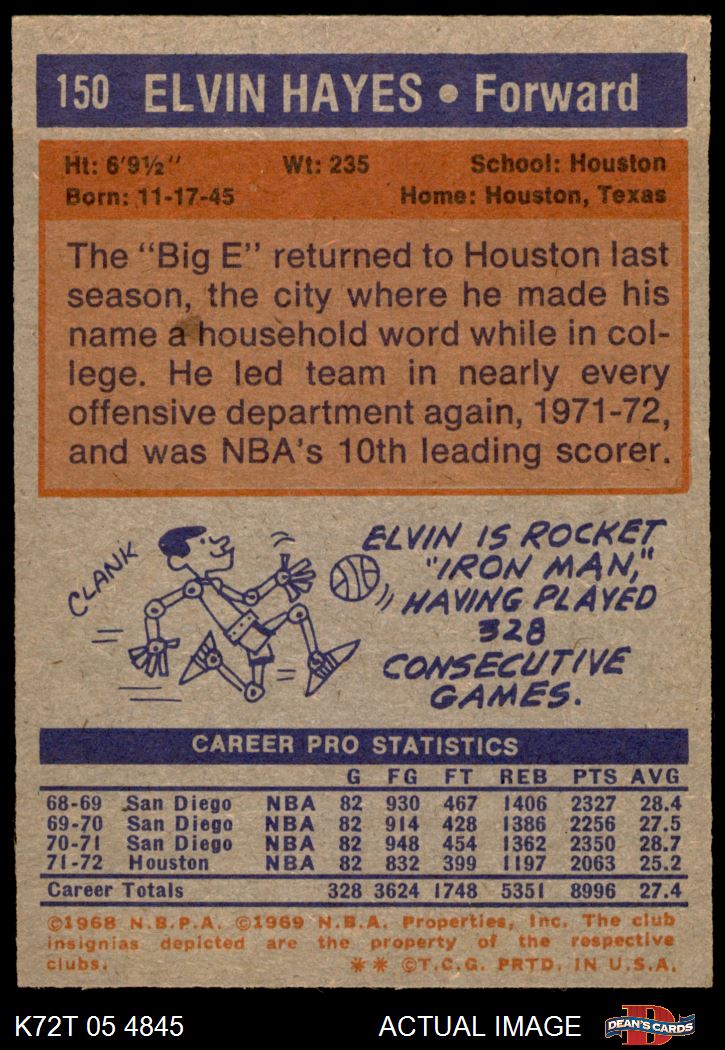 150 ELVIN HAYES • Forward
Ht: 6'9½" Wt: 235 School: Houston
Born: 11-17-45 Home: Houston, Texas
The "Big E" returned to Houston last
season, the city where he made his
name a household word while in col-
lege. He led team in nearly every
offensive department again, 1971-72,
and was NBA's 10th leading scorer.
CLANK
ELVIN IS ROCKET
"IRON MAN,"
HAVING PLAYED
328
CONSECUTIVE
GAMES.
CAREER PRO STATISTICS
G FG FT REB PTS AVG
68-69 San Diego NBA 82 930 467 1406 2327 28.4
69-70 San Diego NBA 82 914 428 1386 2256 27.5
70-71 San Diego NBA 82 948 454 1362 2350 28.7
71-72 Houston NBA 82 832 399 1197 2063 25.2
Career Totals 328 3624 1748 5351 8996 27.4
©1968 N.B.P.A. ©1969 N.B.A. Properties, Inc. The club
insignias depicted are the property of the respective
clubs. ** ©T.C.G. PRTD. IN U.S.A.
K72T 05 4845 ACTUAL IMAGE D DEAN'S CARDS